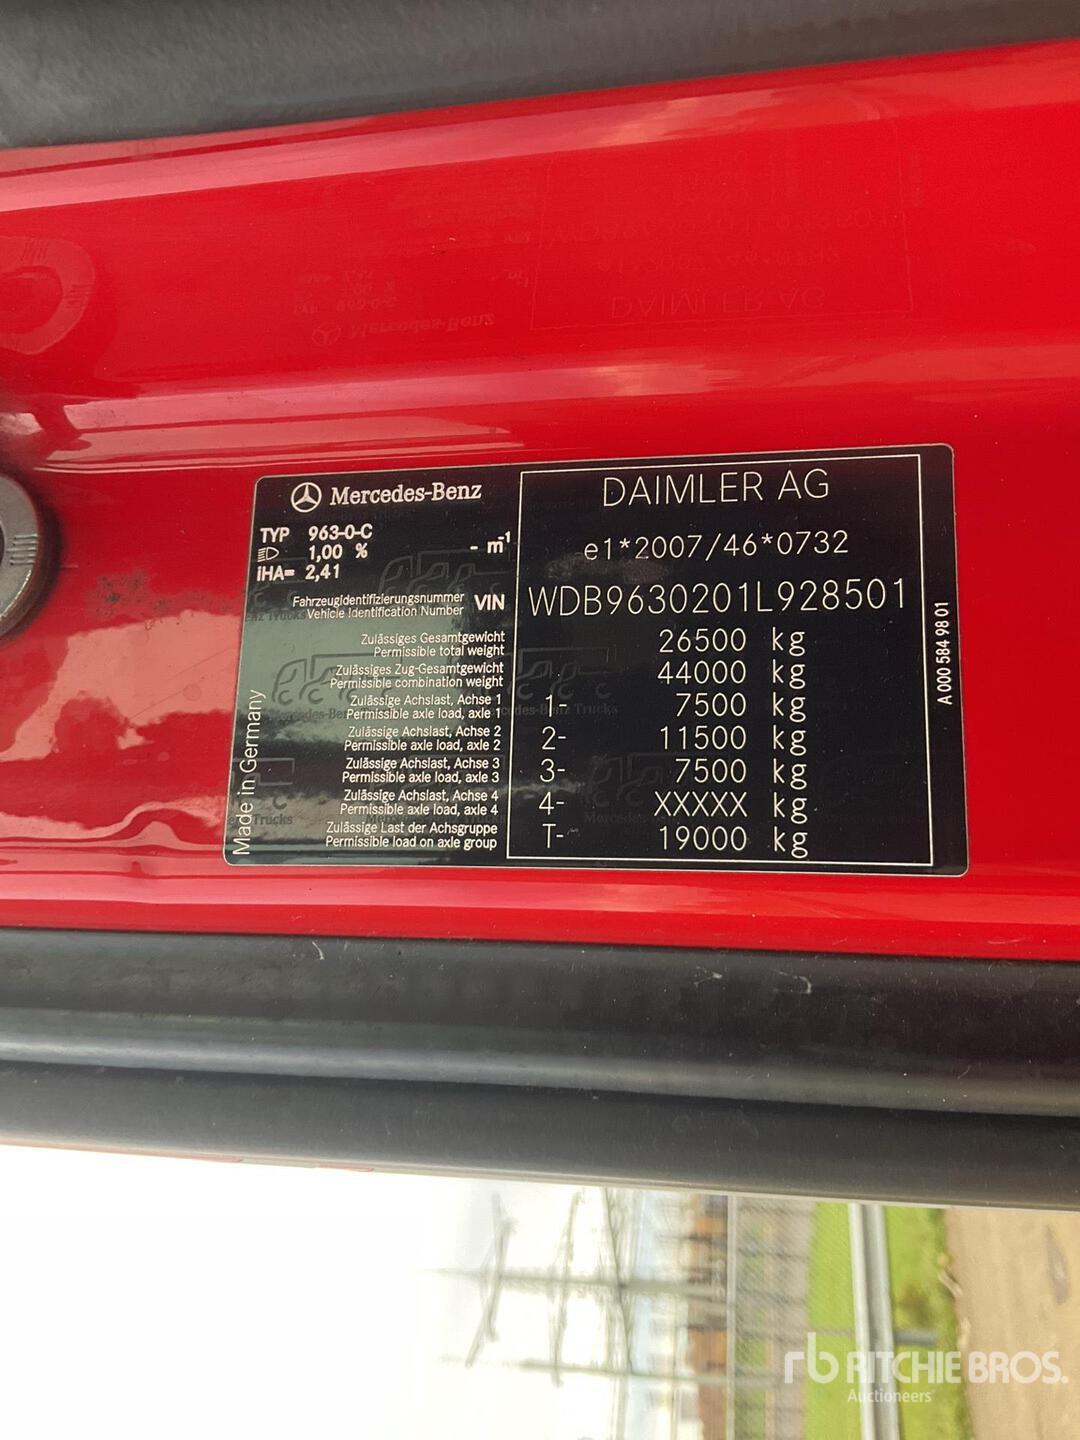 Mercedes-Benz
TYP 963-0-C
1,00 % - m⁻¹
iHA= 2,41
DAIMLER AG
e1*2007/46*0732
Fahrzeugidentifizierungsnummer
Vehicle Identification Number VIN WDB9630201L928501
Zulässiges Gesamtgewicht
Permissible total weight 26500 kg
Zulässiges Zug-Gesamtgewicht
Permissible combination weight 44000 kg
Zulässige Achslast, Achse 1
Permissible axle load, axle 1 1- 7500 kg
Zulässige Achslast, Achse 2
Permissible axle load, axle 2 2- 11500 kg
Zulässige Achslast, Achse 3
Permissible axle load, axle 3 3- 7500 kg
Zulässige Achslast, Achse 4
Permissible axle load, axle 4 4- XXXXX kg
Zulässige Last der Achsgruppe
Permissible load on axle group T- 19000 kg
Made in Germany
A 000 584 98 01
rb RITCHIE BROS.
Auctioneers